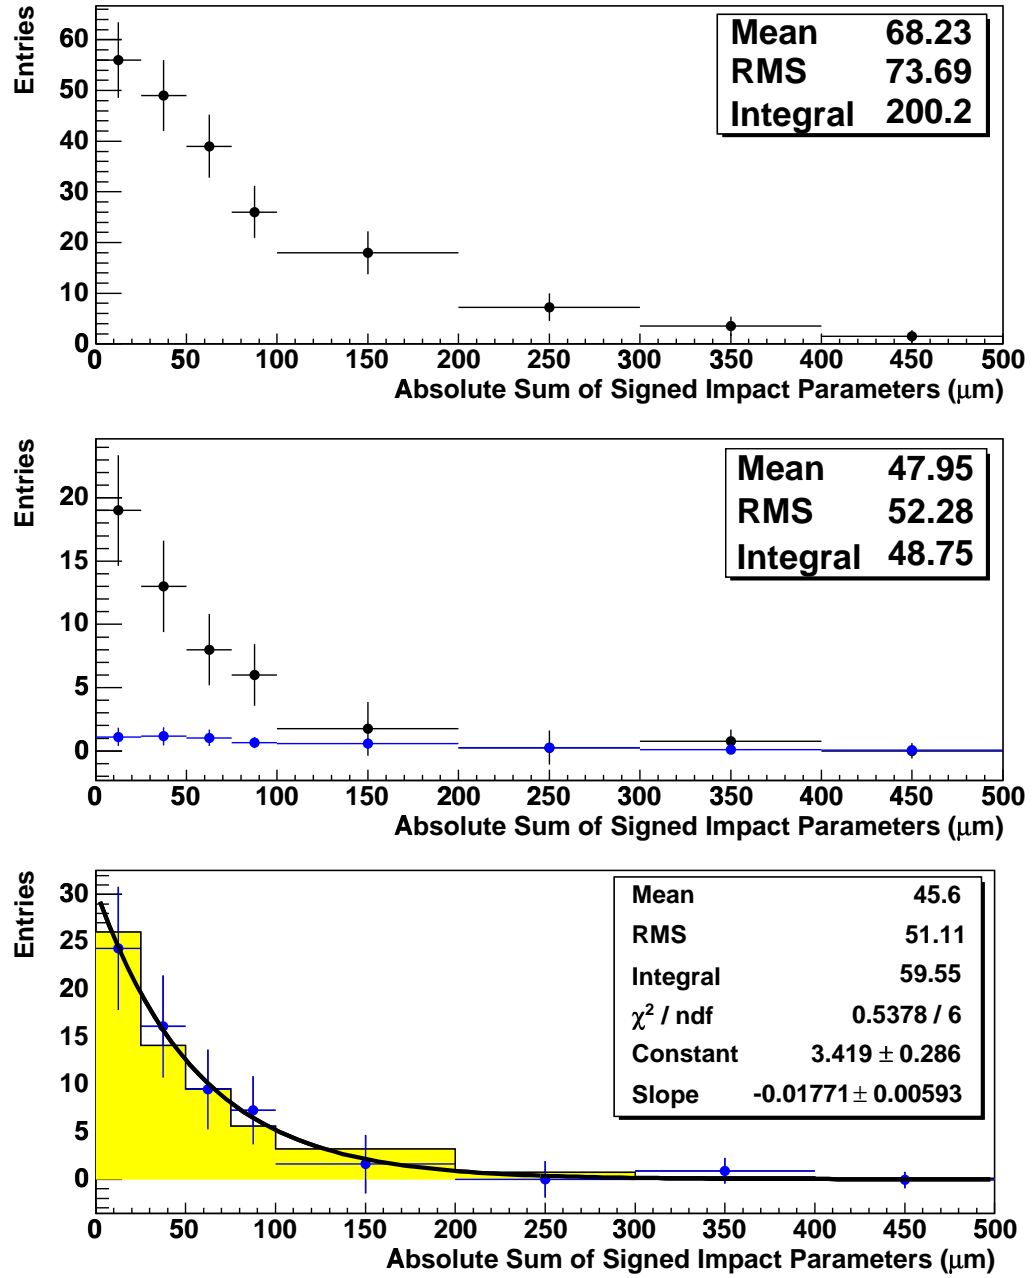 Entries
60
50
40
30
20
10
0
Mean 68.23
RMS 73.69
Integral 200.2
0 50 100 150 200 250 300 350 400 450 500
Absolute Sum of Signed Impact Parameters (μm)
Entries
20
15
10
5
0
Mean 47.95
RMS 52.28
Integral 48.75
0 50 100 150 200 250 300 350 400 450 500
Absolute Sum of Signed Impact Parameters (μm)
Entries
30
25
20
15
10
5
0
Mean 45.6
RMS 51.11
Integral 59.55
χ² / ndf 0.5378 / 6
Constant 3.419 ± 0.286
Slope -0.01771 ± 0.00593
0 50 100 150 200 250 300 350 400 450 500
Absolute Sum of Signed Impact Parameters (μm)